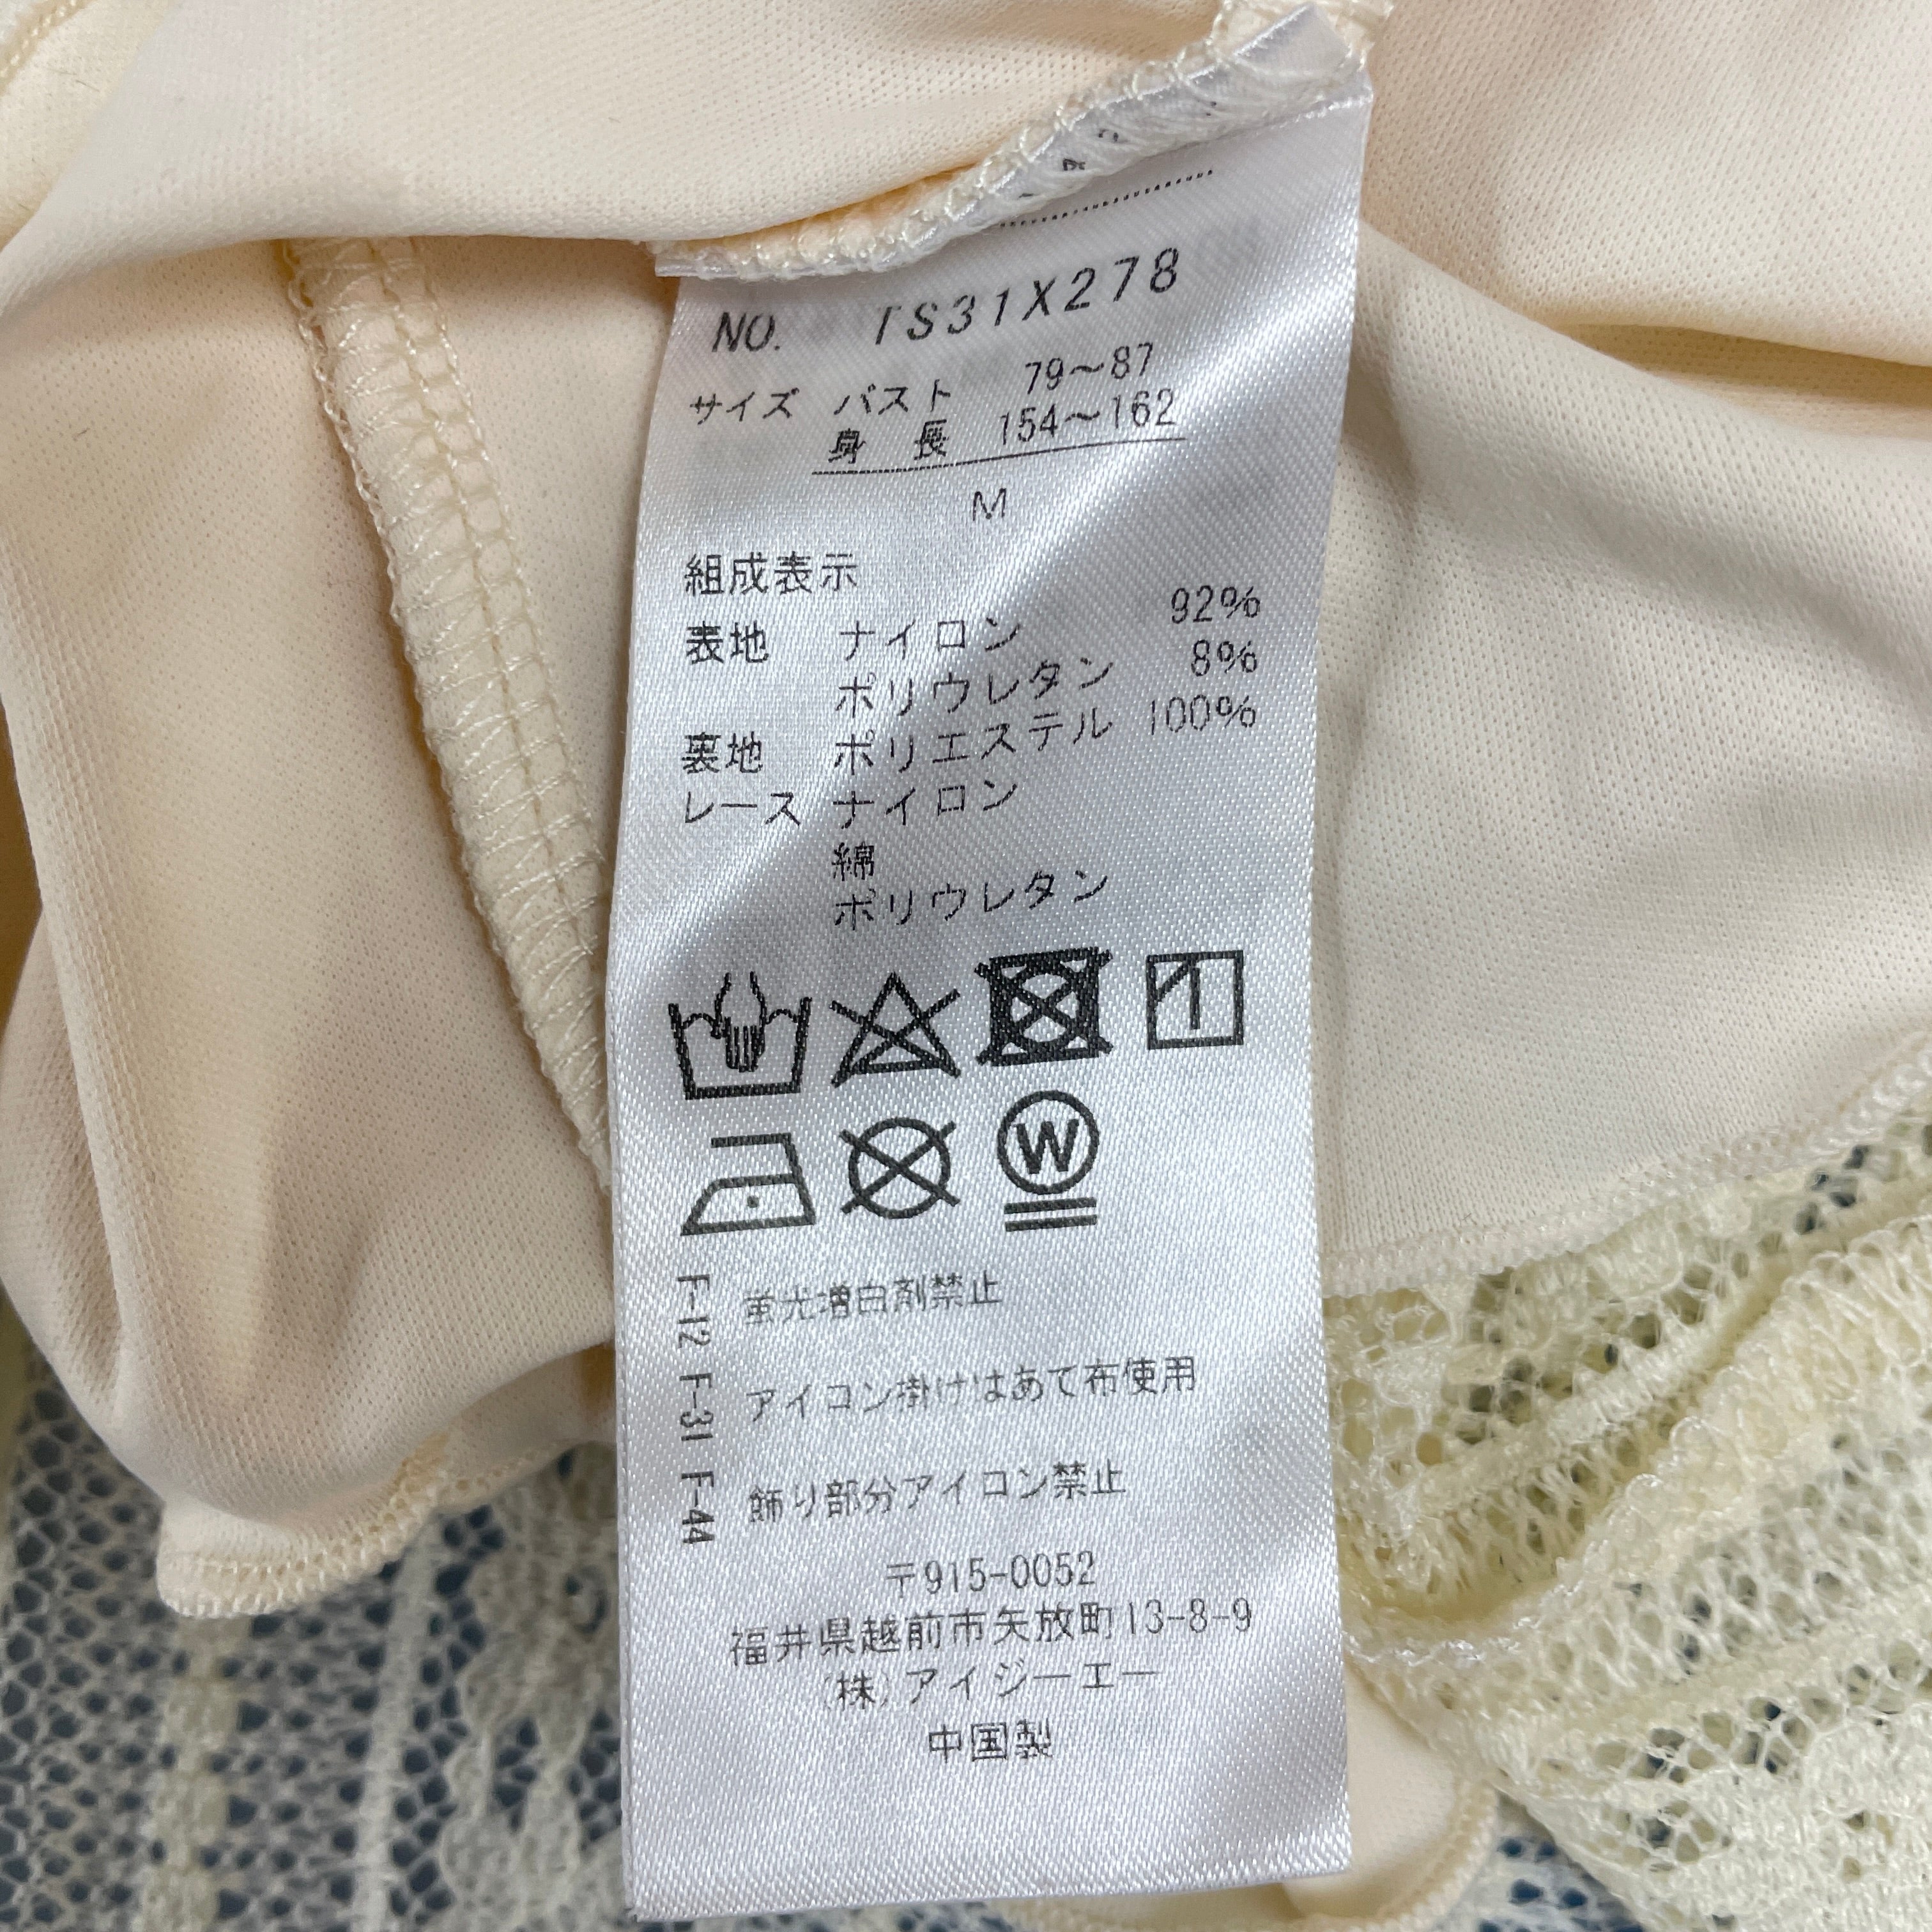 NO. TS31X278
サイズ バスト 79～87
身 長 154～162
M
組成表示
表地 ナイロン 92%
ポリウレタン 8%
裏地 ポリエステル 100%
レース ナイロン
綿
ポリウレタン
W
F-12 F-31 F-44
蛍光増白剤禁止
アイロン掛けはあて布使用
飾り部分アイロン禁止
〒915-0052
福井県越前市矢放町13-8-9
(株)アイジーエー
中国製